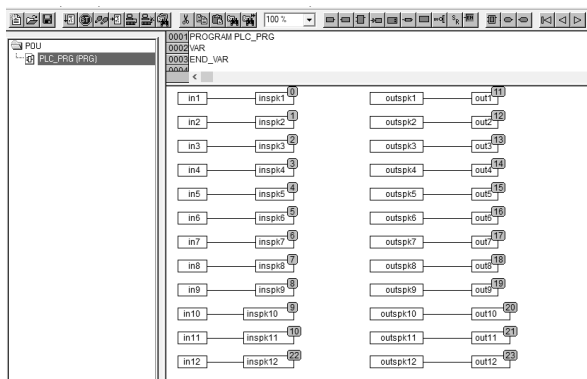 100 %
POU
PLC_PRG (PRG)
0001 PROGRAM PLC_PRG
0002 VAR
0003 END_VAR
0004
in1 inspk1 0 outspk1 out1 11
in2 inspk2 1 outspk2 out2 12
in3 inspk3 2 outspk3 out3 13
in4 inspk4 3 outspk4 out4 14
in5 inspk5 4 outspk5 out5 15
in6 inspk6 5 outspk6 out6 16
in7 inspk7 6 outspk7 out7 17
in8 inspk8 7 outspk8 out8 18
in9 inspk9 8 outspk9 out9 19
in10 inspk10 9 outspk10 out10 20
in11 inspk11 10 outspk11 out11 21
in12 inspk12 22 outspk12 out12 23